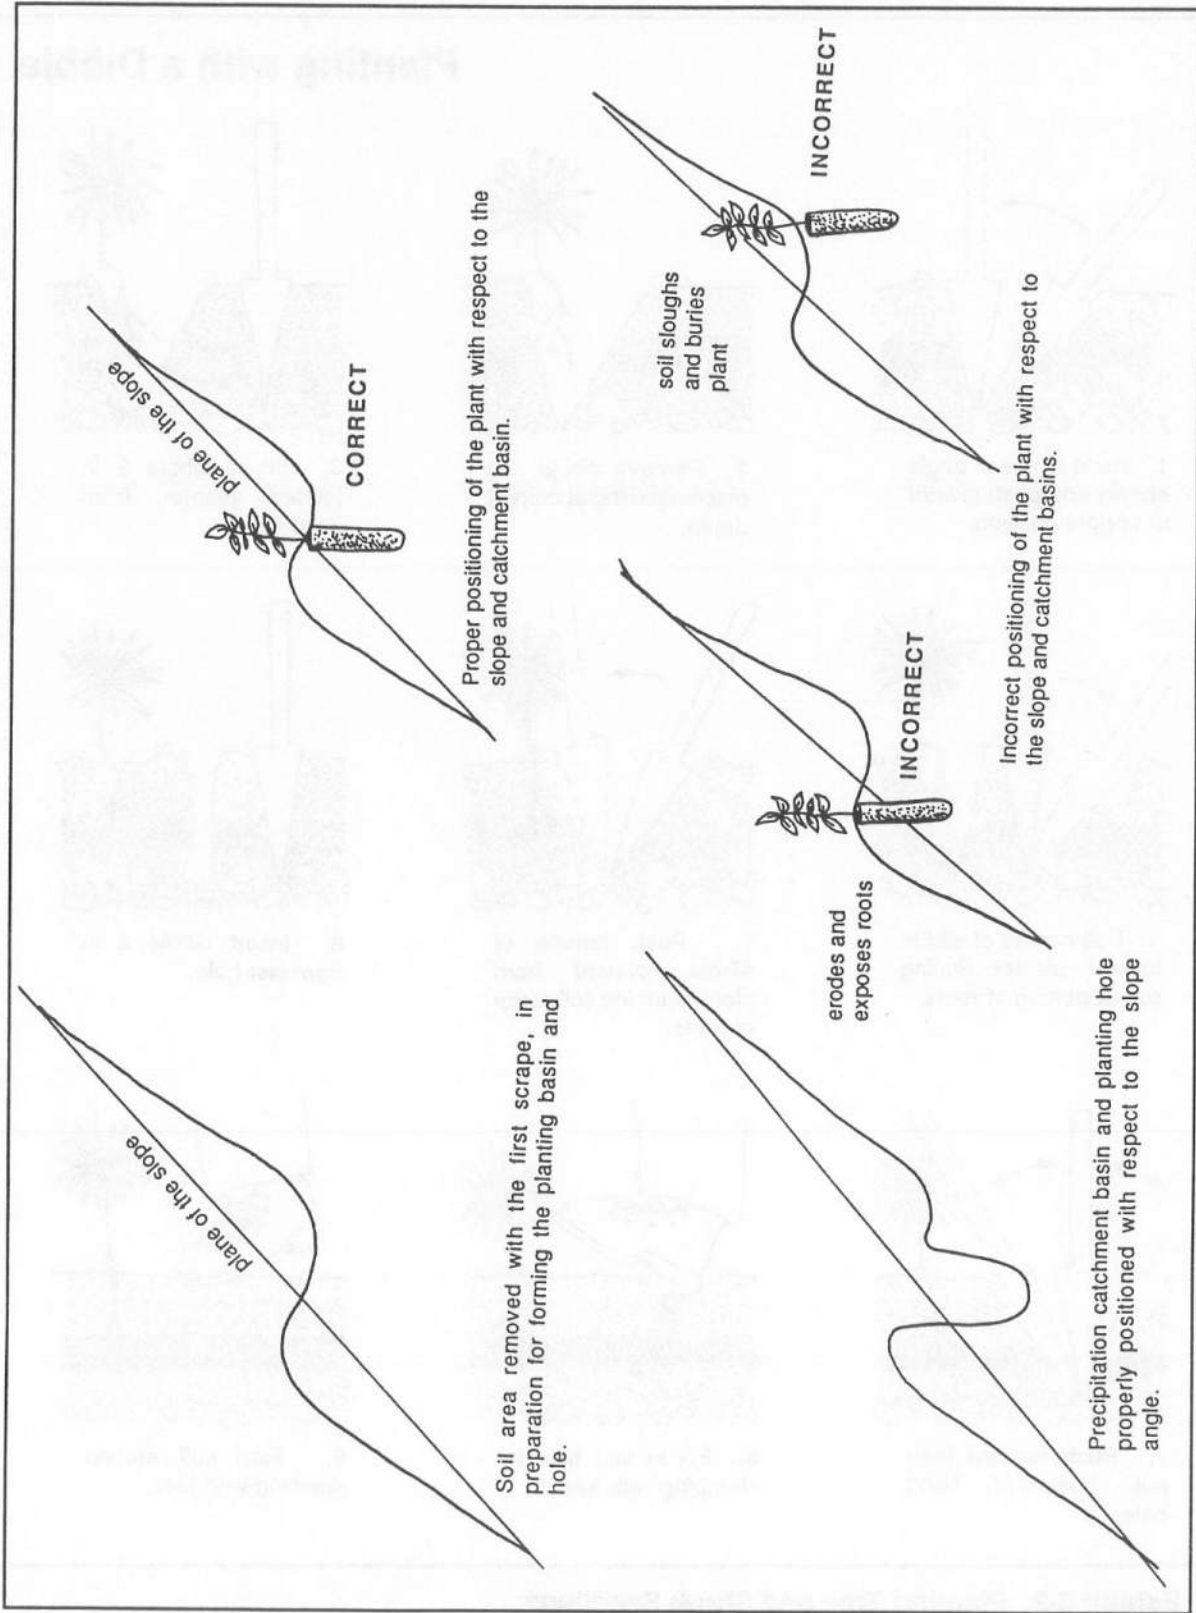 plane of the slope
Soil area removed with the first scrape, in
preparation for forming the planting basin and
hole.
plane of the slope
CORRECT
Proper positioning of the plant with respect to the
slope and catchment basin.
Precipitation catchment basin and planting hole
properly positioned with respect to the slope
angle.
erodes and
exposes roots
INCORRECT
soil sloughs
and buries
plant
INCORRECT
Incorrect positioning of the plant with respect to
the slope and catchment basins.